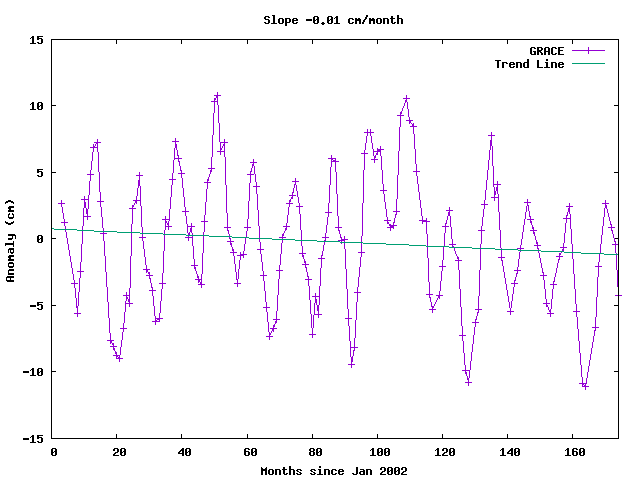 Slope -0.01 cm/month
GRACE
Trend Line
Anomaly (cm)
15
10
5
0
-5
-10
-15
0 20 40 60 80 100 120 140 160
Months since Jan 2002